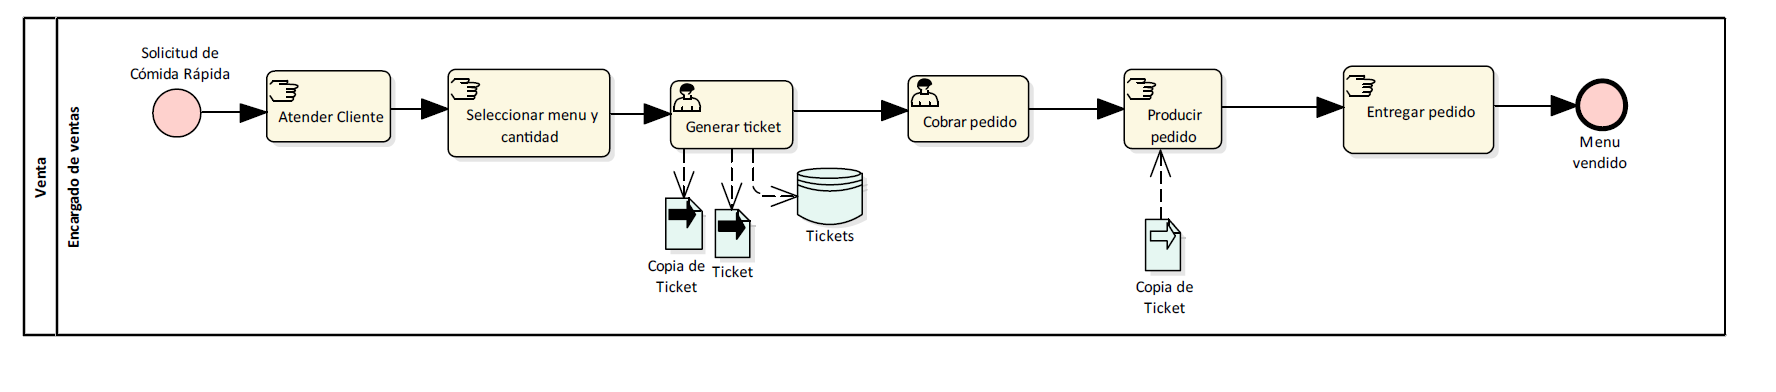 Venta
Encargado de ventas
Solicitud de
Cómida Rápida
Atender Cliente
Seleccionar menu y
cantidad
Generar ticket
Cobrar pedido
Producir
pedido
Entregar pedido
Menu
vendido
Copia de
Ticket
Ticket
Tickets
Copia de
Ticket